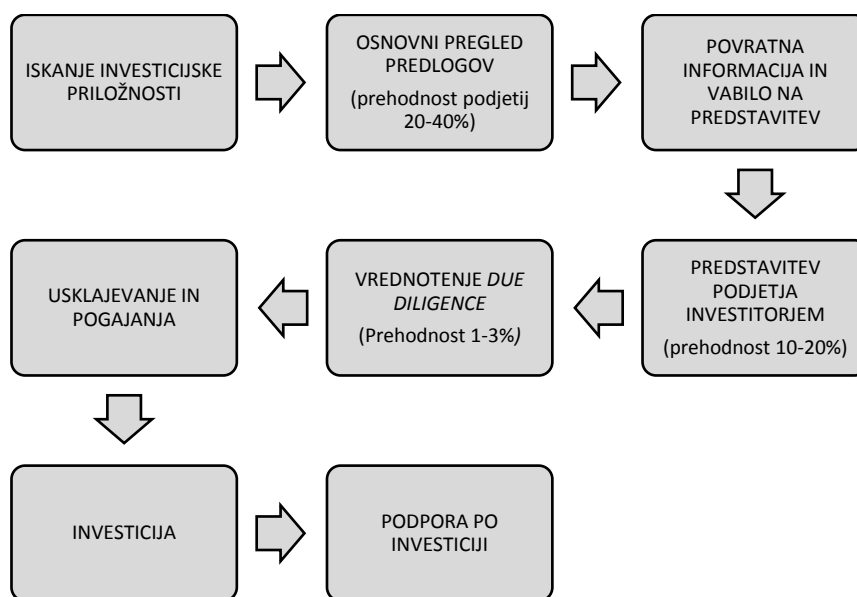 ISKANJE INVESTICIJSKE
PRILOŽNOSTI
OSNOVNI PREGLED
PREDLOGOV
(prehodnost podjetij
20-40%)
POVRATNA
INFORMACIJA IN
VABILO NA
PREDSTAVITEV
PREDSTAVITEV
PODJETJA
INVESTITORJEM
(prehodnost 10-20%)
VREDNOTENJE DUE
DILIGENCE
(Prehodnost 1-3%)
USKLAJEVANJE IN
POGAJANJA
INVESTICIJA
PODPORA PO
INVESTICIJI